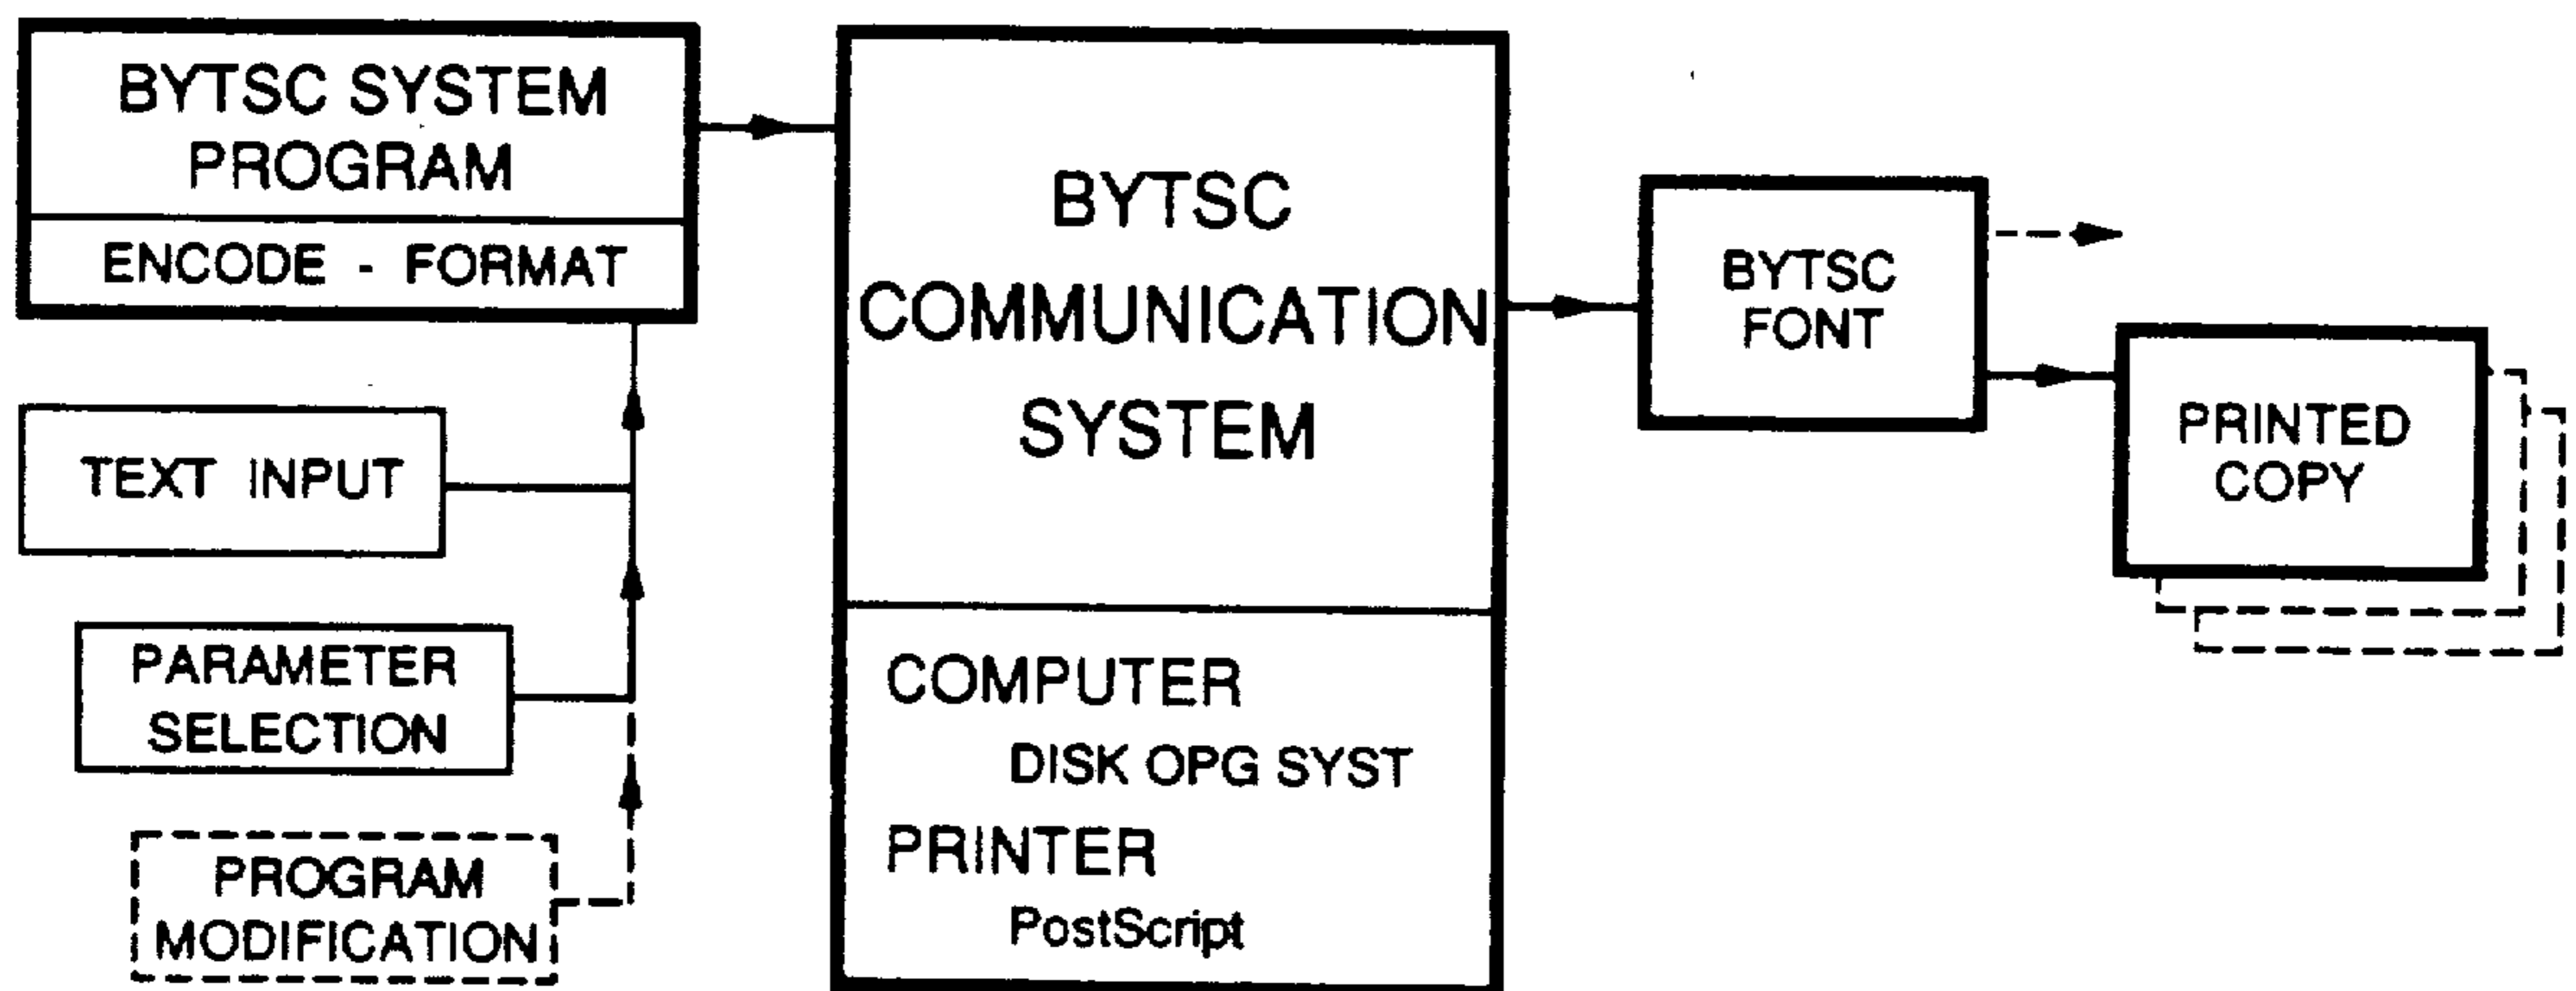 BYTSC SYSTEM
PROGRAM
ENCODE - FORMAT
TEXT INPUT
PARAMETER
SELECTION
PROGRAM
MODIFICATION
BYTSC
COMMUNICATION
SYSTEM
COMPUTER
DISK OPG SYST
PRINTER
PostScript
BYTSC
FONT
PRINTED
COPY